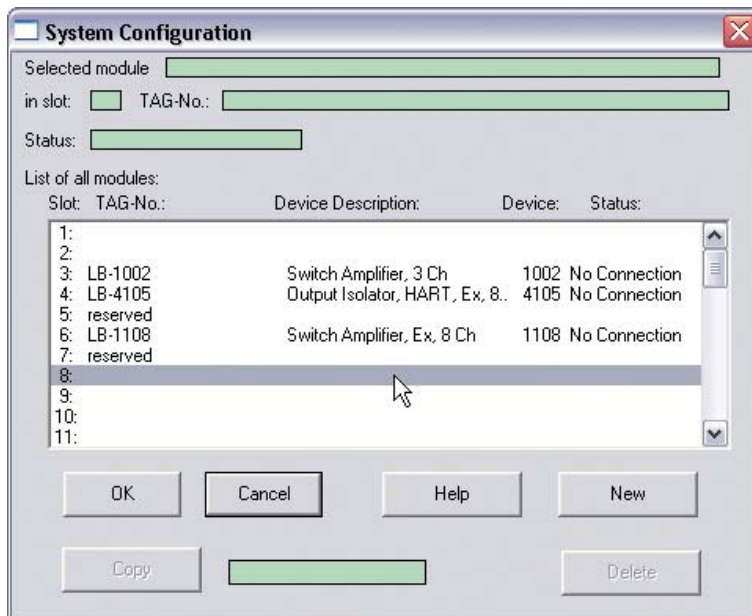 System Configuration
Selected module
in slot: TAG-No.:
Status:
List of all modules:
Slot: TAG-No.: Device Description: Device: Status:
1:
2:
3: LB-1002 Switch Amplifier, 3 Ch 1002 No Connection
4: LB-4105 Output Isolator, HART, Ex, 8.. 4105 No Connection
5: reserved
6: LB-1108 Switch Amplifier, Ex, 8 Ch 1108 No Connection
7: reserved
8:
9:
10:
11:
OK Cancel Help New
Copy Delete